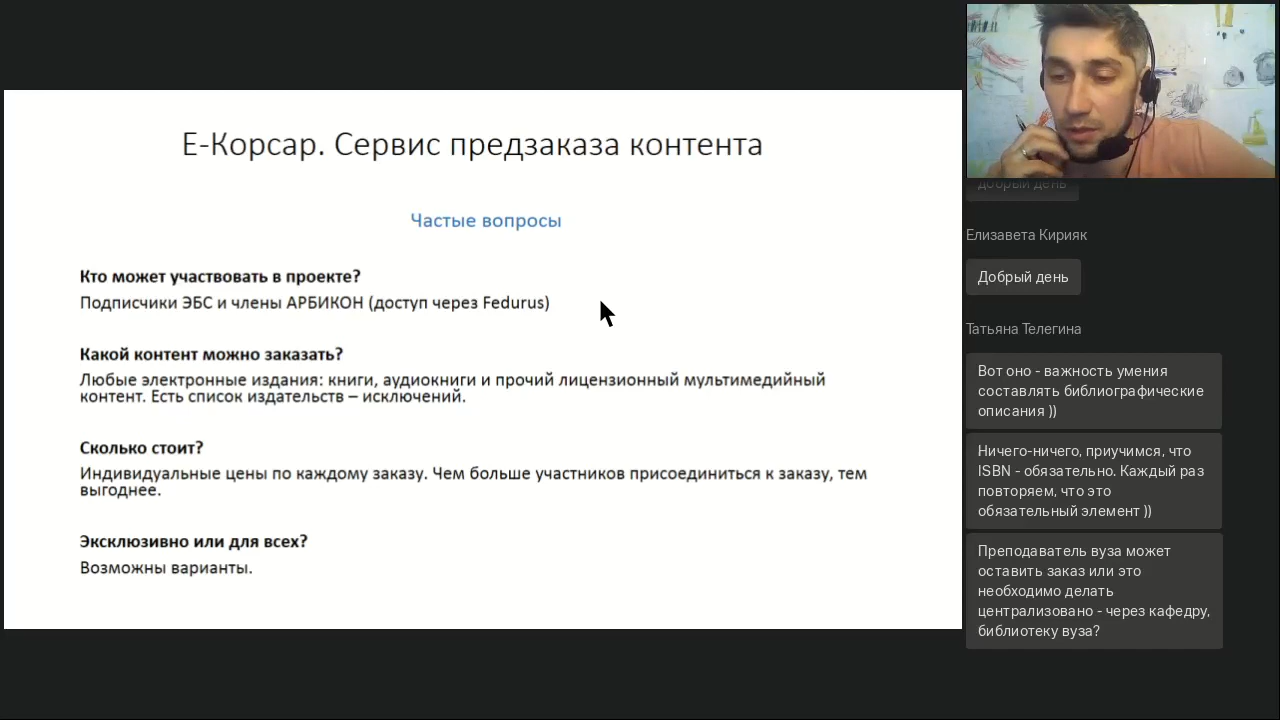 Е-Корсар. Сервис предзаказа контента
Частые вопросы
Кто может участвовать в проекте?
Подписчики ЭБС и члены АРБИКОН (доступ через Fedurus)
Какой контент можно заказать?
Любые электронные издания: книги, аудиокниги и прочий лицензионный мультимедийный
контент. Есть список издательств – исключений.
Сколько стоит?
Индивидуальные цены по каждому заказу. Чем больше участников присоединиться к заказу, тем
выгоднее.
Эксклюзивно или для всех?
Возможны варианты.
добрый день
Елизавета Кирияк
Добрый день
Татьяна Телегина
Вот оно - важность умения
составлять библиографические
описания ))
Ничего-ничего, приучимся, что
ISBN - обязательно. Каждый раз
повторяем, что это
обязательный элемент ))
Преподаватель вуза может
оставить заказ или это
необходимо делать
централизовано - через кафедру,
библиотеку вуза?